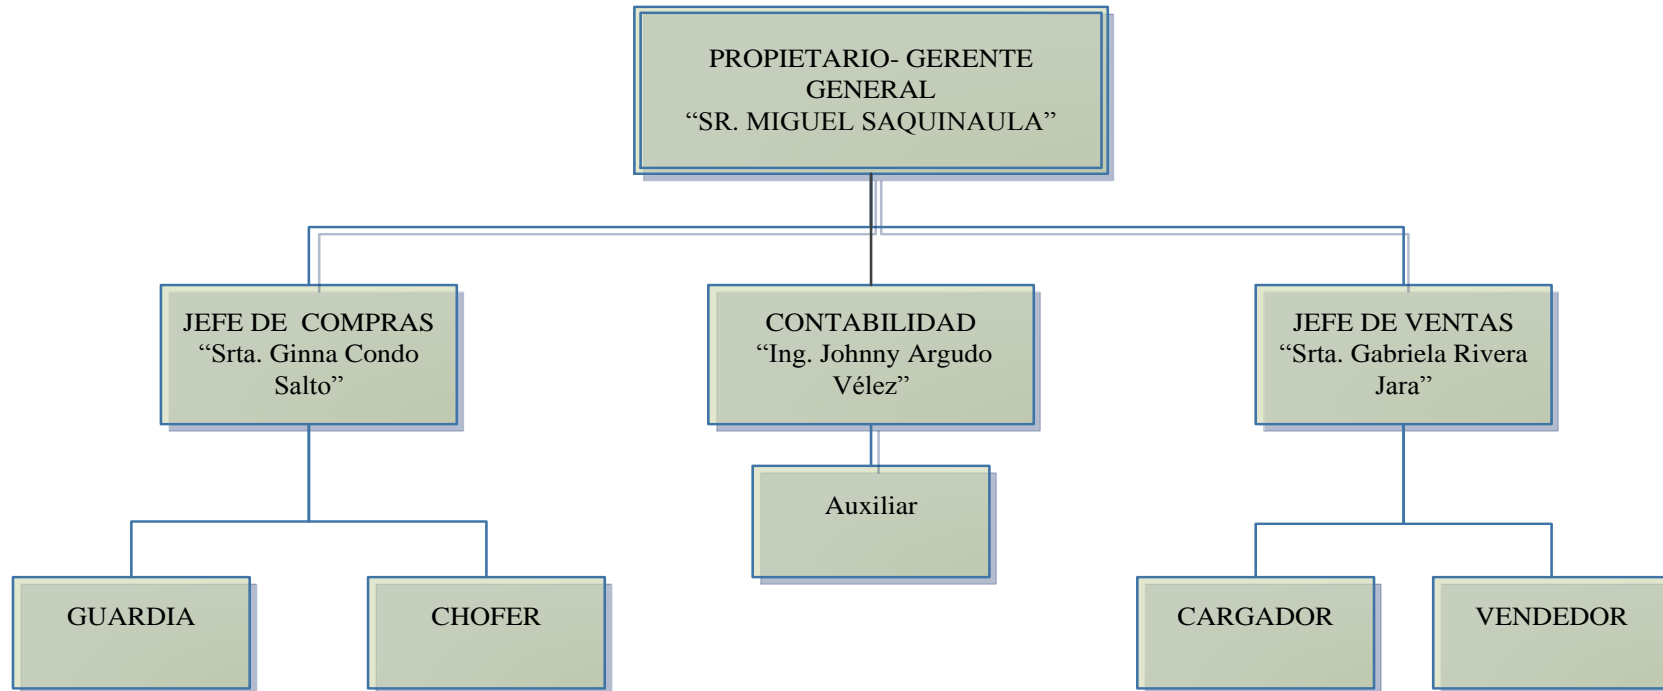 PROPIETARIO- GERENTE
GENERAL
“SR. MIGUEL SAQUINAULA”
JEFE DE COMPRAS
“Srta. Ginna Condo
Salto”
CONTABILIDAD
“Ing. Johnny Argudo
Vélez”
JEFE DE VENTAS
“Srta. Gabriela Rivera
Jara”
Auxiliar
GUARDIA
CHOFER
CARGADOR
VENDEDOR